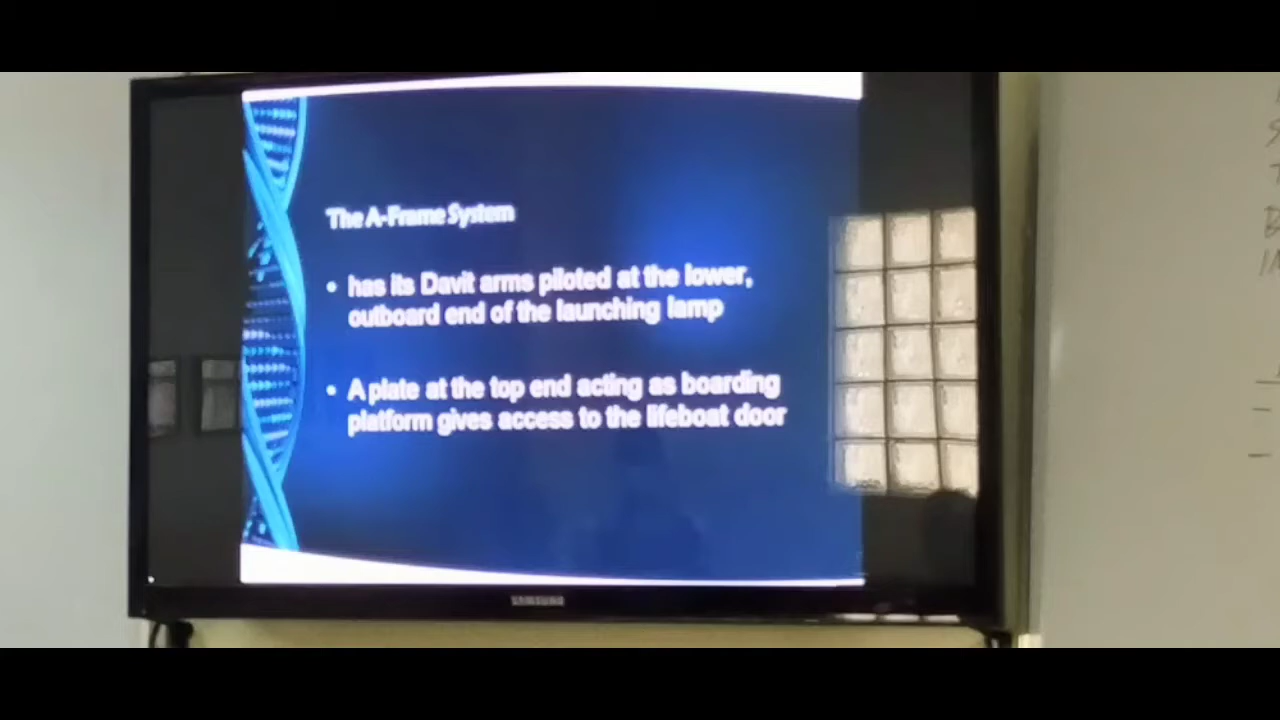 The A-Frame System
• has its Davit arms piloted at the lower,
outboard end of the launching lamp
• A plate at the top end acting as boarding
platform gives access to the lifeboat door
SAMSUNG